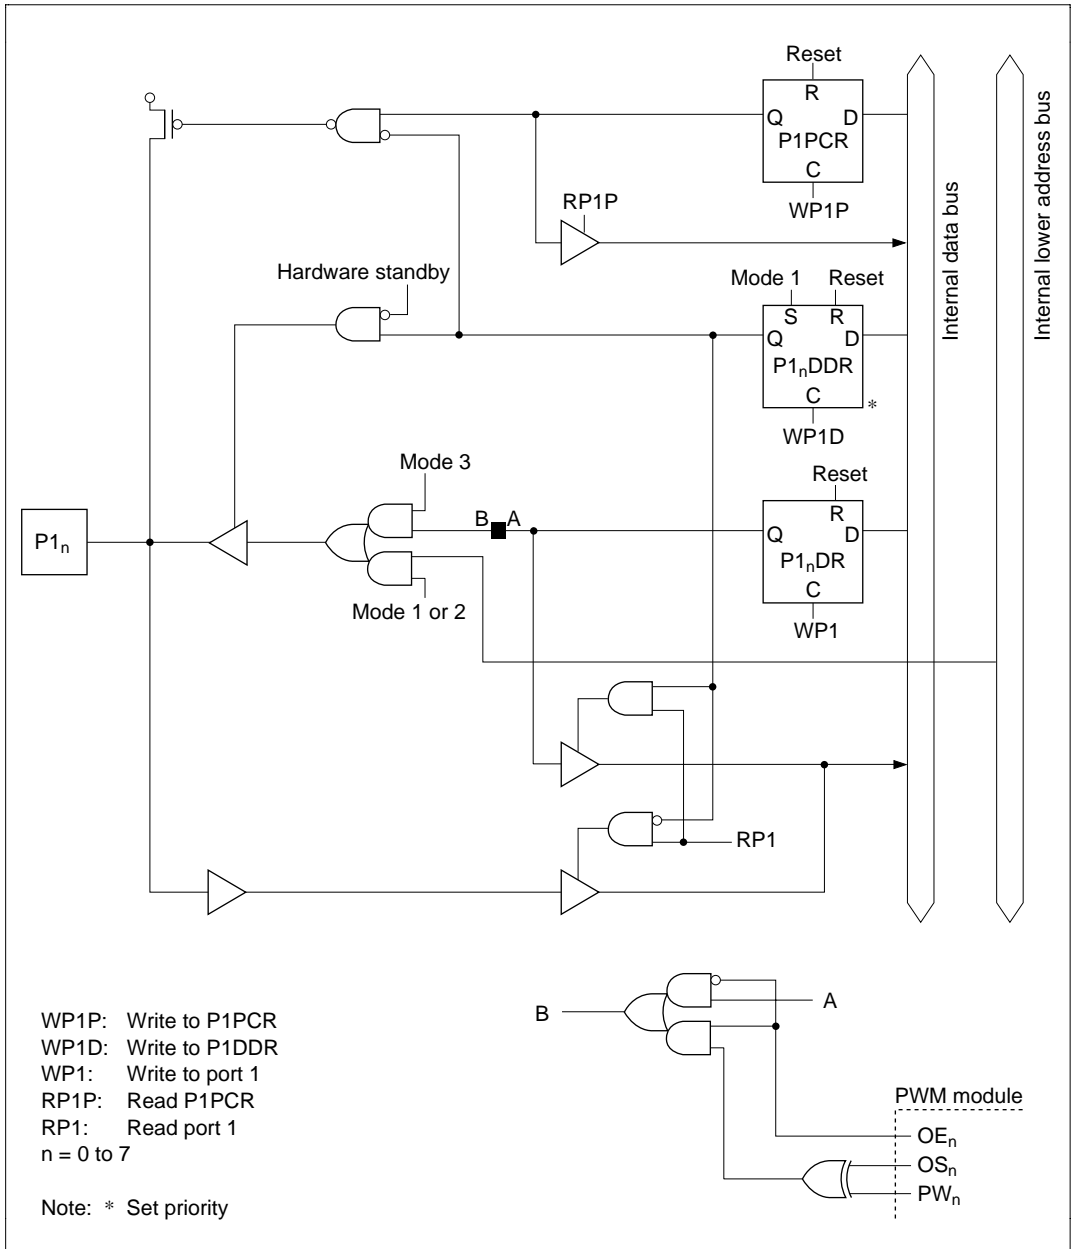 Reset
R
Q D
P1PCR
C
WP1P
RP1P
Internal data bus
Internal lower address bus
Hardware standby
Mode 1 Reset
S R
Q D
P1nDDR
C
*
WP1D
Mode 3
Reset
B A
R
Q D
P1nDR
C
WP1
P1n
Mode 1 or 2
RP1
B
A
PWM module
OEn
OSn
PWn
WP1P: Write to P1PCR
WP1D: Write to P1DDR
WP1: Write to port 1
RP1P: Read P1PCR
RP1: Read port 1
n = 0 to 7
Note: * Set priority